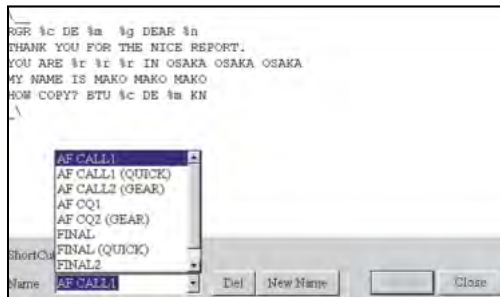 \__
RGR %c DE %m  %g DEAR %n
THANK YOU FOR THE NICE REPORT.
YOU ARE %r %r %r IN OSAKA OSAKA OSAKA
MY NAME IS MAKO MAKO MAKO
HOW COPY? BTU %c DE %m KN
_\
AF CALL1
AF CALL1 (QUICK)
AF CALL2 (GEAR)
AF CQ1
AF CQ2 (GEAR)
FINAL
FINAL (QUICK)
FINAL2
ShortCu
Name AF CALL1 Del New Name Close